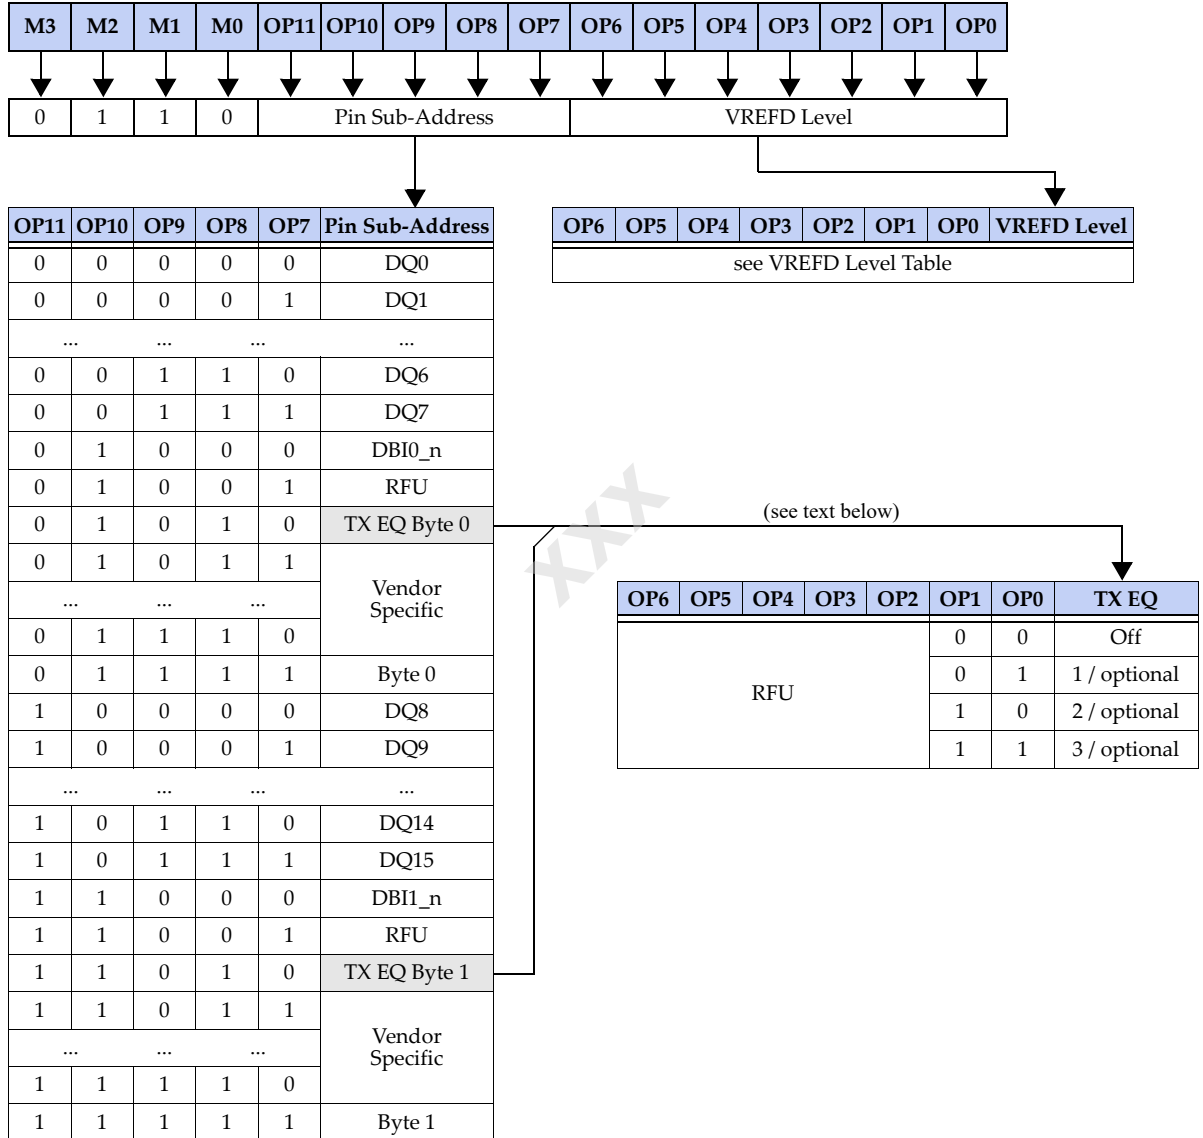 M3 M2 M1 M0 OP11 OP10 OP9 OP8 OP7 OP6 OP5 OP4 OP3 OP2 OP1 OP0
0 1 1 0 Pin Sub-Address VREFD Level
OP11 OP10 OP9 OP8 OP7 Pin Sub-Address
0 0 0 0 0 DQ0
0 0 0 0 1 DQ1
... ... ... ...
0 0 1 1 0 DQ6
0 0 1 1 1 DQ7
0 1 0 0 0 DBI0_n
0 1 0 0 1 RFU
0 1 0 1 0 TX EQ Byte 0
0 1 0 1 1
... ... ...
0 1 1 1 0
Vendor
Specific
0 1 1 1 1 Byte 0
1 0 0 0 0 DQ8
1 0 0 0 1 DQ9
... ... ... ...
1 0 1 1 0 DQ14
1 0 1 1 1 DQ15
1 1 0 0 0 DBI1_n
1 1 0 0 1 RFU
1 1 0 1 0 TX EQ Byte 1
1 1 0 1 1
... ... ...
1 1 1 1 0
Vendor
Specific
1 1 1 1 1 Byte 1
OP6 OP5 OP4 OP3 OP2 OP1 OP0 VREFD Level
see VREFD Level Table
xxx
(see text below)
OP6 OP5 OP4 OP3 OP2 OP1 OP0 TX EQ
RFU
0 0 Off
0 1 1 / optional
1 0 2 / optional
1 1 3 / optional